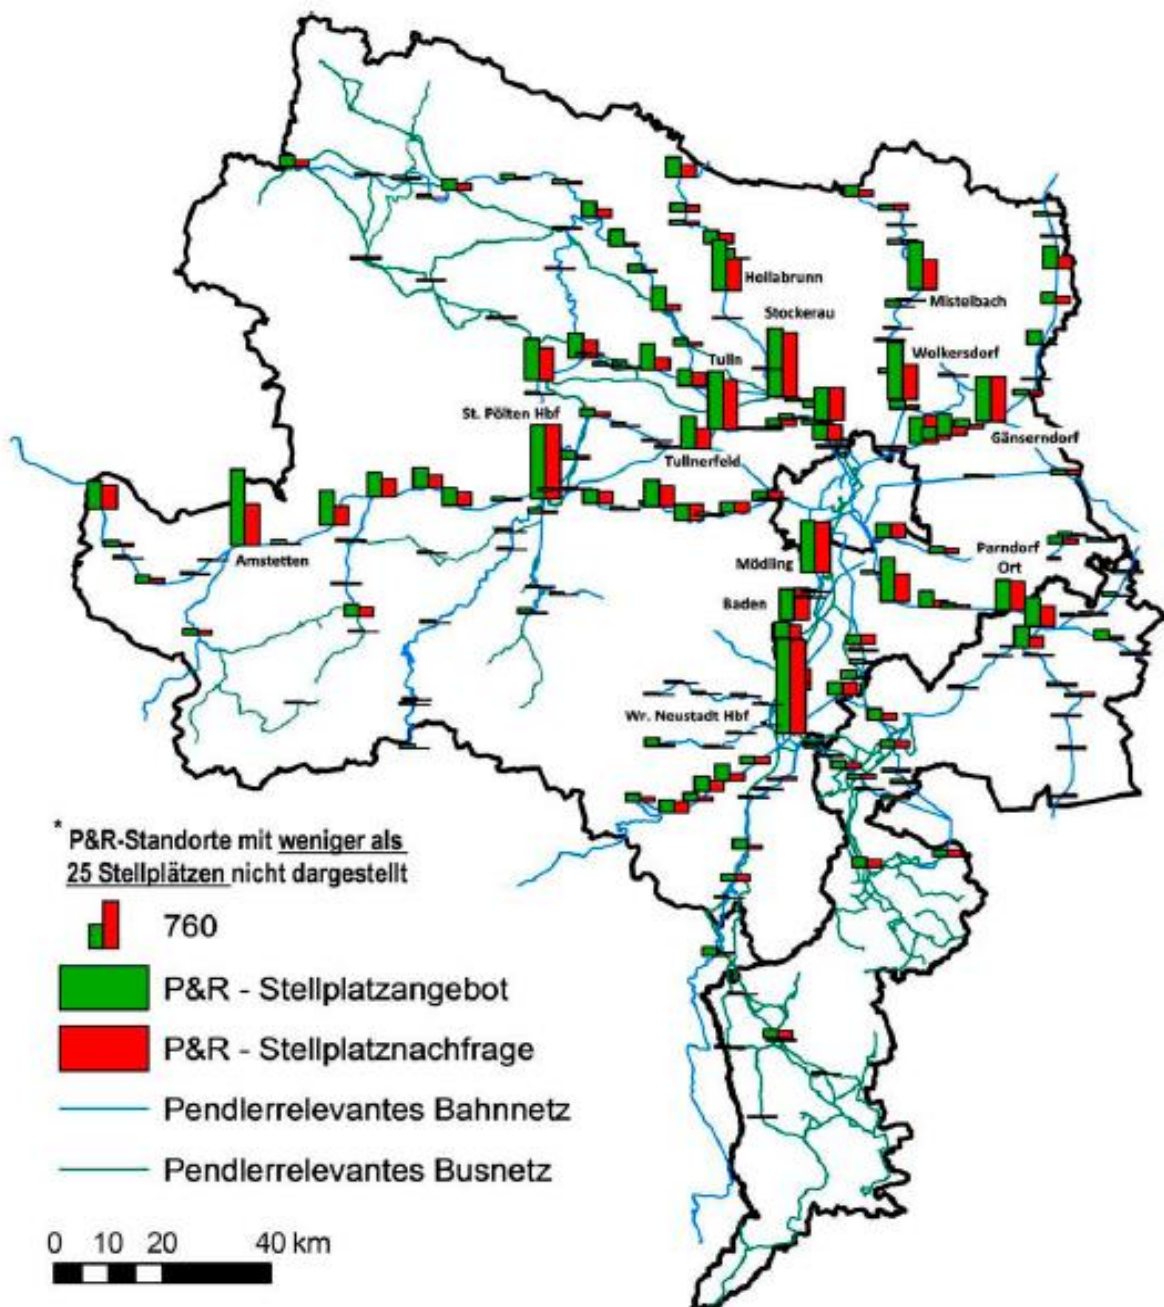 Hollabrunn
Mistelbach
Stockerau
Wolkersdorf
Tulln
St. Pölten Hbf
Gänserndorf
Tullnerfeld
Amstetten
Mödling
Parndorf
Ort
Baden
Wr. Neustadt Hbf
* P&R-Standorte mit weniger als
25 Stellplätzen nicht dargestellt
760
P&R - Stellplatzangebot
P&R - Stellplatznachfrage
Pendlerrelevantes Bahnnetz
Pendlerrelevantes Busnetz
0 10 20 40 km